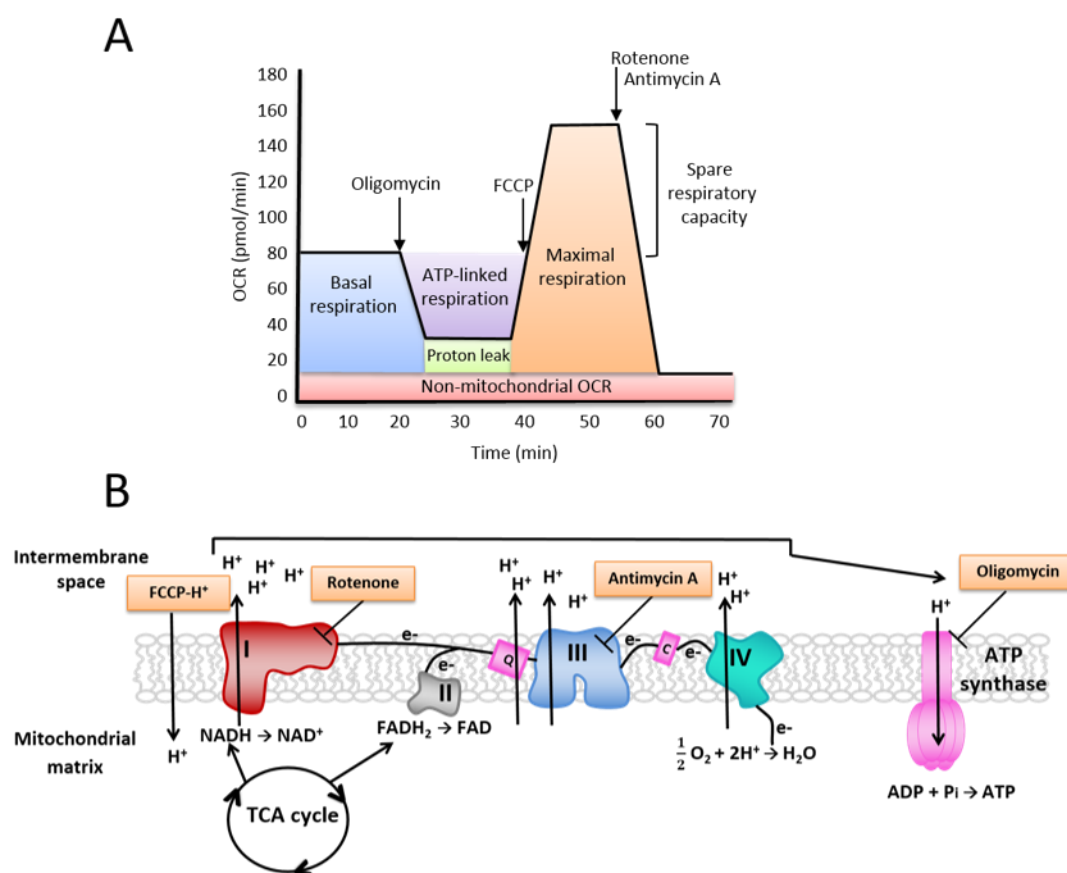 A
Rotenone
Antimycin A
180
160
140
120
100
80
60
40
20
0
OCR (pmol/min)
Oligomycin
FCCP
Spare
respiratory
capacity
Basal
respiration
ATP-linked
respiration
Maximal
respiration
Proton leak
Non-mitochondrial OCR
0 10 20 30 40 50 60 70
Time (min)
B
Intermembrane
space
FCCP-H⁺
H⁺
H⁺
H⁺
H⁺
H⁺
Rotenone
H⁺
H⁺
H⁺
H⁺
Antimycin A
H⁺
H⁺
Oligomycin
H⁺
I
e-
e-
II
Q
III
e-
C
e-
IV
e-
ATP
synthase
Mitochondrial
matrix
H⁺
NADH → NAD⁺
FADH₂ → FAD
½ O₂ + 2H⁺ → H₂O
ADP + Pi → ATP
TCA cycle